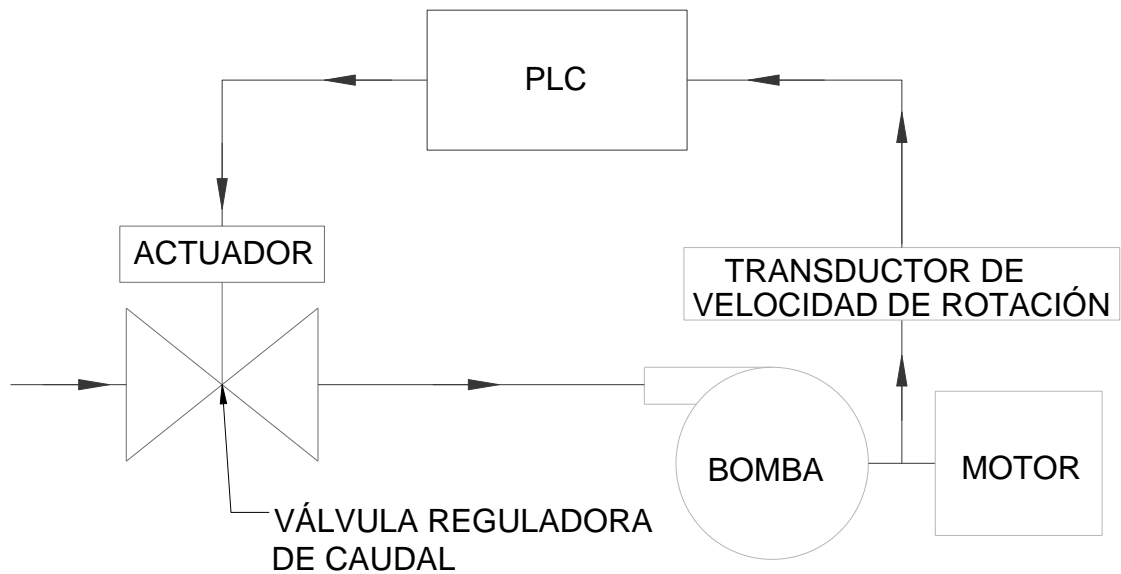 PLC
ACTUADOR
TRANSDUCTOR DE
VELOCIDAD DE ROTACIÓN
BOMBA
MOTOR
VÁLVULA REGULADORA
DE CAUDAL